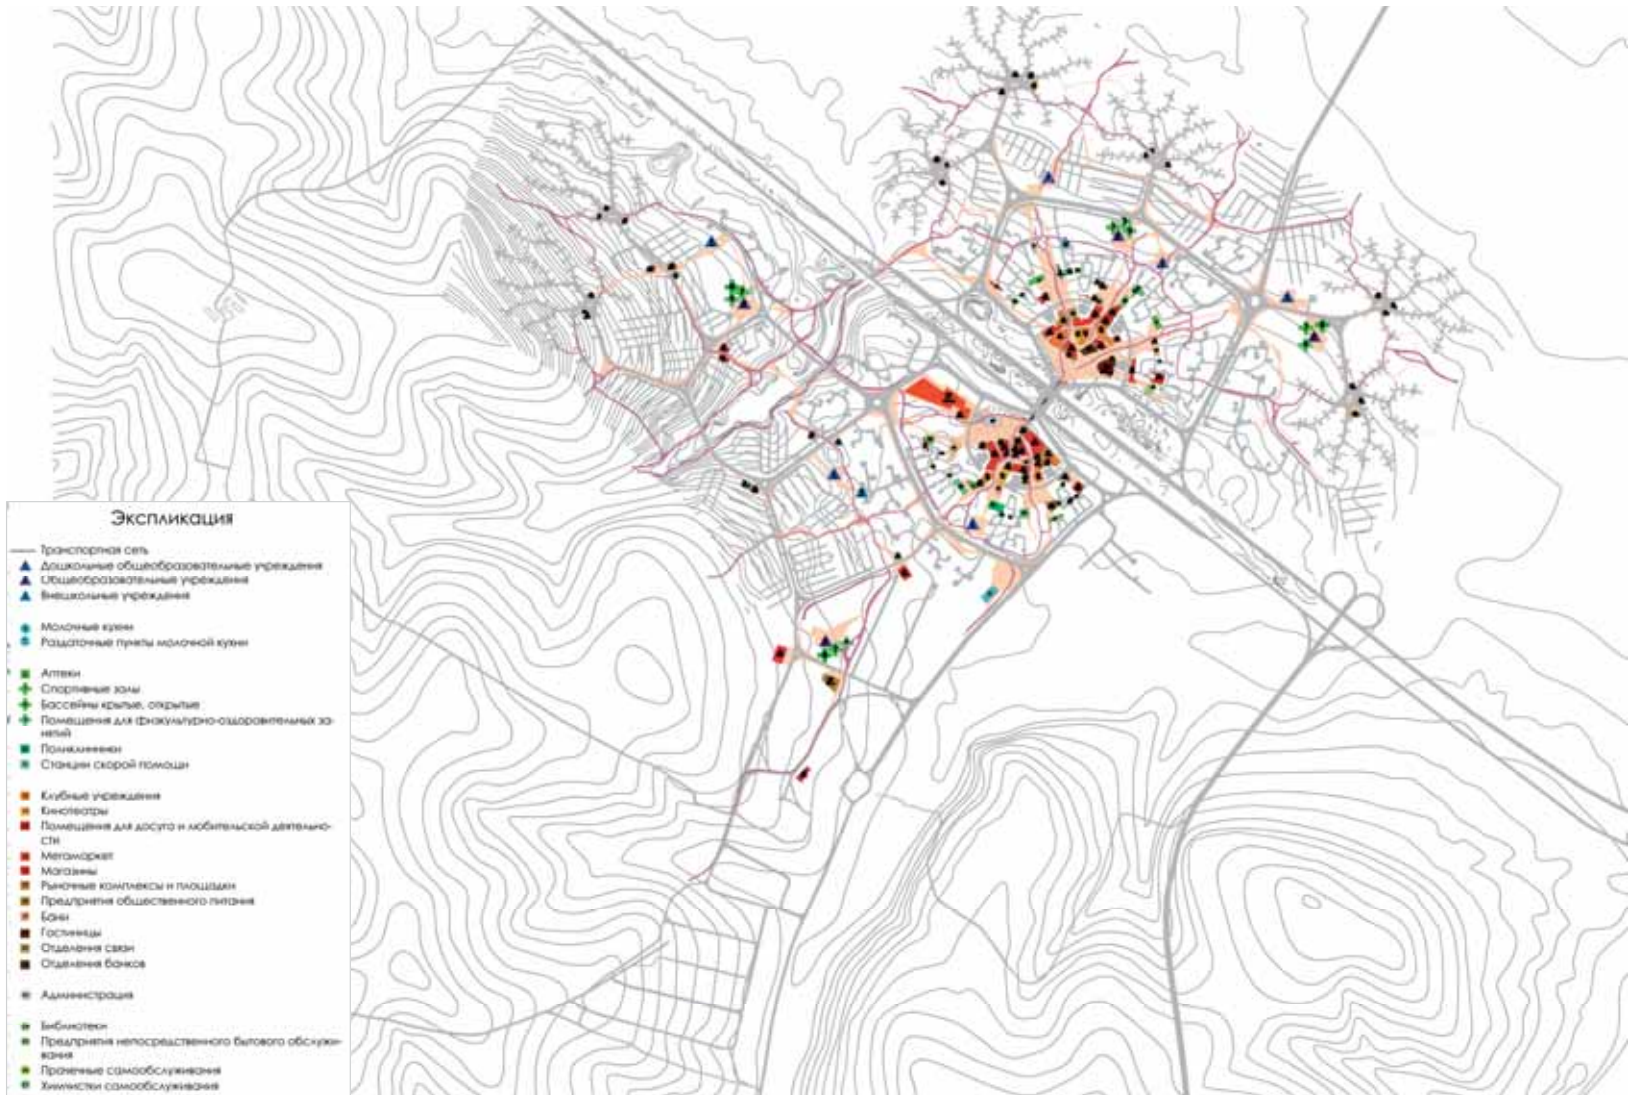 Экспликация
Транспортная сеть
Дошкольные общеобразовательные учреждения
Общеобразовательные учреждения
Внешкольные учреждения
Молочные кухни
Раздаточные пункты молочной кухни
Аптеки
Спортивные залы
Бассейны крытые, открытые
Помещения для физкультурно-оздоровительных за-
нятий
Поликлинники
Станции скорой помощи
Клубные учреждения
Кинотеатры
Помещения для досуга и любительской деятельно-
сти
Мегамаркет
Магазины
Рыночные комплексы и площадки
Предприятия общественного питания
Бани
Гостиницы
Отделения связи
Отделения банков
Администрация
Библиотеки
Предприятия непосредственного бытового обслужи-
вания
Прачечные самообслуживания
Химчистки самообслуживания